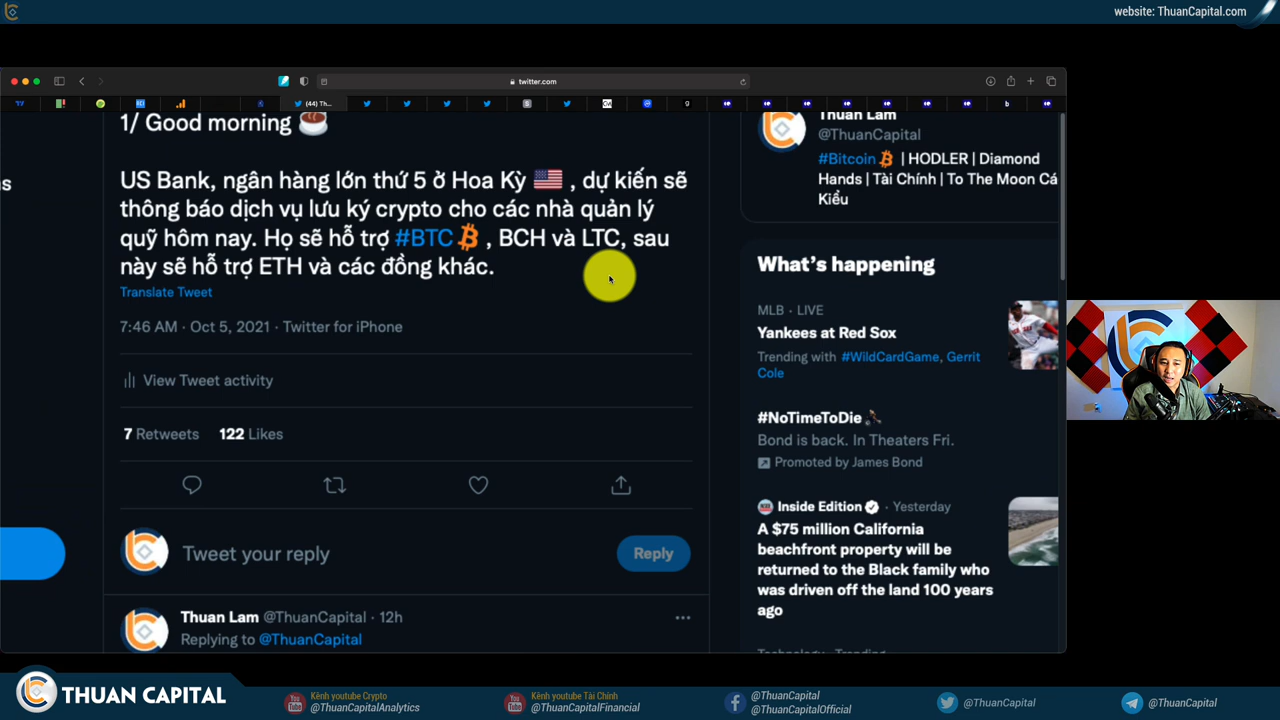 website: ThuanCapital.com
twitter.com
(44) Th...
1/ Good morning ☕
US Bank, ngân hàng lớn thứ 5 ở Hoa Kỳ 🇺🇸 , dự kiến sẽ
thông báo dịch vụ lưu ký crypto cho các nhà quản lý
quỹ hôm nay. Họ sẽ hỗ trợ #BTC , BCH và LTC, sau
này sẽ hỗ trợ ETH và các đồng khác.
Translate Tweet
7:46 AM · Oct 5, 2021 · Twitter for iPhone
View Tweet activity
7 Retweets 122 Likes
Tweet your reply
Reply
Thuan Lam @ThuanCapital · 12h
Replying to @ThuanCapital
Thuan Lam
@ThuanCapital
#Bitcoin | HODLER | Diamond
Hands | Tài Chính | To The Moon Cá
Kiểu
What's happening
MLB · LIVE
Yankees at Red Sox
Trending with #WildCardGame, Gerrit
Cole
#NoTimeToDie
Bond is back. In Theaters Fri.
Promoted by James Bond
Inside Edition · Yesterday
A $75 million California
beachfront property will be
returned to the Black family who
was driven off the land 100 years
ago
Technology · Trending
THUAN CAPITAL
Kênh youtube Crypto
@ThuanCapitalAnalytics
Kênh youtube Tài Chính
@ThuanCapitalFinancial
@ThuanCapital
@ThuanCapitalOfficial
@ThuanCapital
@ThuanCapital